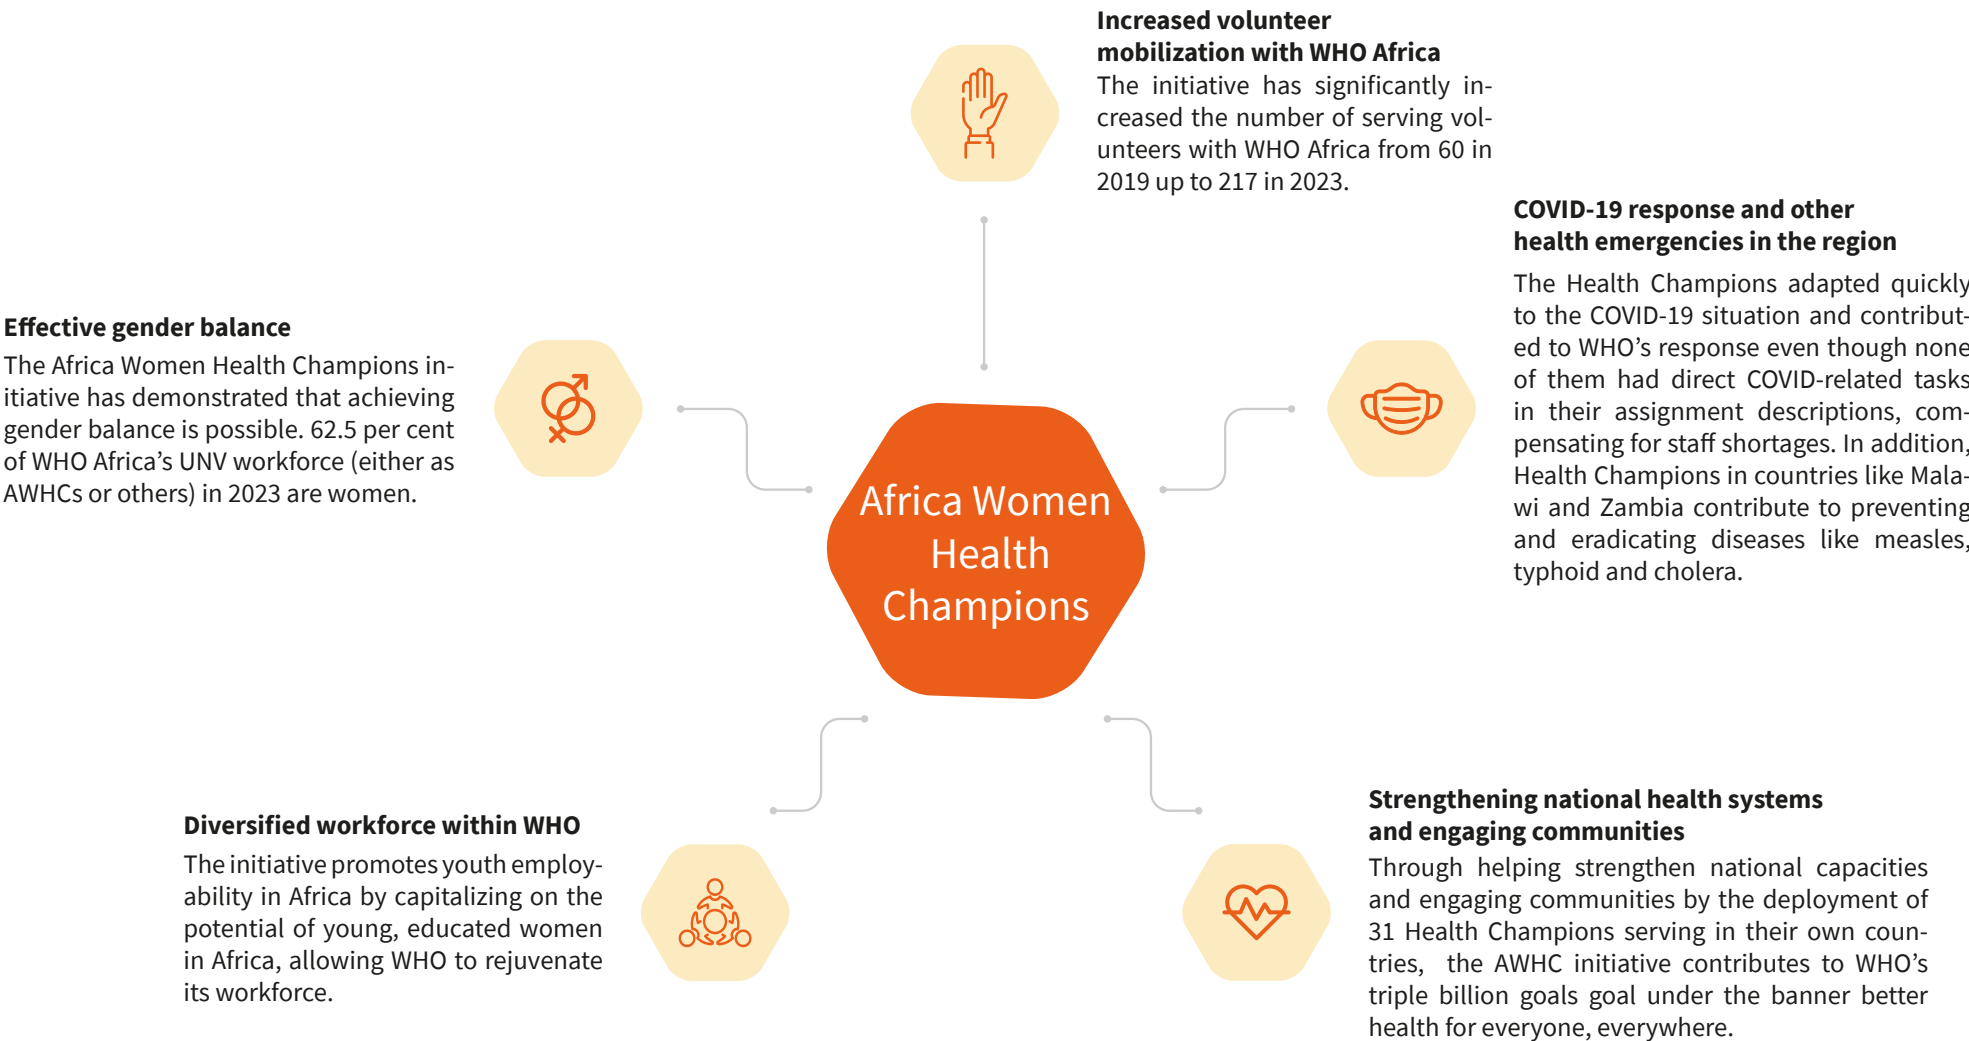 Increased volunteer
mobilization with WHO Africa
The initiative has significantly in-
creased the number of serving vol-
unteers with WHO Africa from 60 in
2019 up to 217 in 2023.
COVID-19 response and other
health emergencies in the region
The Health Champions adapted quickly
to the COVID-19 situation and contribut-
ed to WHO’s response even though none
of them had direct COVID-related tasks
in their assignment descriptions, com-
pensating for staff shortages. In addition,
Health Champions in countries like Mala-
wi and Zambia contribute to preventing
and eradicating diseases like measles,
typhoid and cholera.
Effective gender balance
The Africa Women Health Champions in-
itiative has demonstrated that achieving
gender balance is possible. 62.5 per cent
of WHO Africa’s UNV workforce (either as
AWHCs or others) in 2023 are women.
Africa Women
Health
Champions
Diversified workforce within WHO
The initiative promotes youth employ-
ability in Africa by capitalizing on the
potential of young, educated women
in Africa, allowing WHO to rejuvenate
its workforce.
Strengthening national health systems
and engaging communities
Through helping strengthen national capacities
and engaging communities by the deployment of
31 Health Champions serving in their own coun-
tries, the AWHC initiative contributes to WHO’s
triple billion goals goal under the banner better
health for everyone, everywhere.